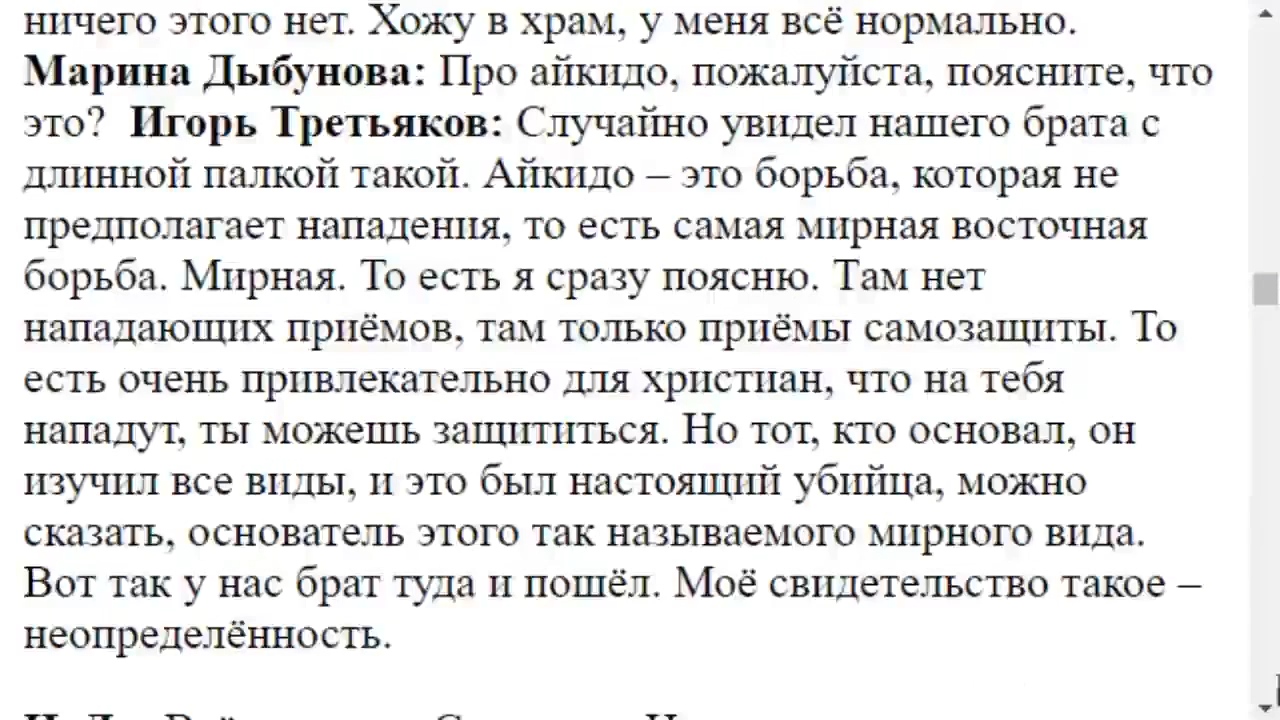 ничего этого нет. Хожу в храм, у меня всё нормально.
Марина Дыбунова: Про айкидо, пожалуйста, поясните, что
это? Игорь Третьяков: Случайно увидел нашего брата с
длинной палкой такой. Айкидо – это борьба, которая не
предполагает нападения, то есть самая мирная восточная
борьба. Мирная. То есть я сразу поясню. Там нет
нападающих приёмов, там только приёмы самозащиты. То
есть очень привлекательно для христиан, что на тебя
нападут, ты можешь защититься. Но тот, кто основал, он
изучил все виды, и это был настоящий убийца, можно
сказать, основатель этого так называемого мирного вида.
Вот так у нас брат туда и пошёл. Моё свидетельство такое –
неопределённость.